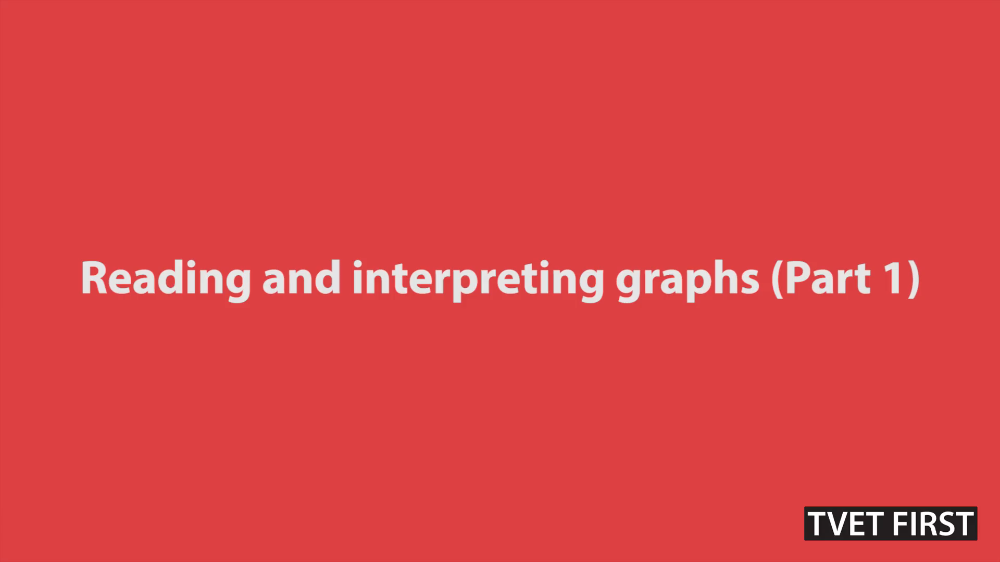 Reading and interpreting graphs (Part 1)
TVET FIRST